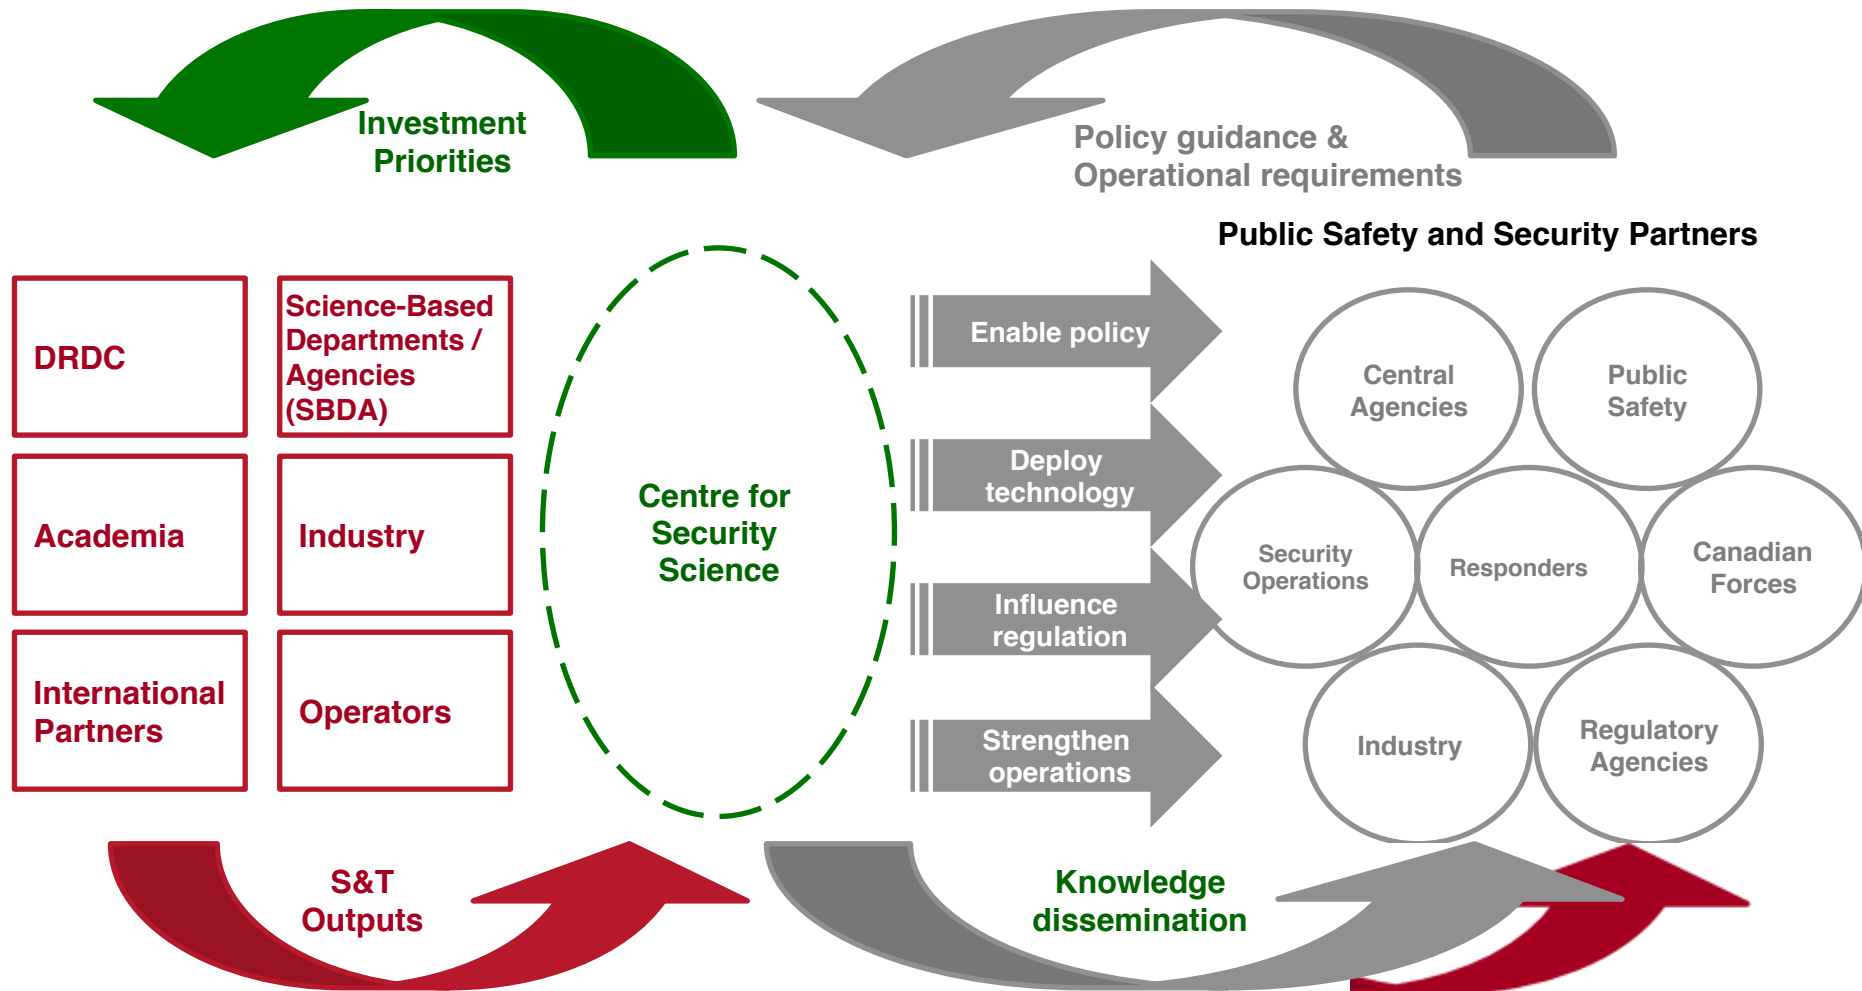 Investment
Priorities
Policy guidance &
Operational requirements
Public Safety and Security Partners
DRDC
Science-Based
Departments /
Agencies
(SBDA)
Academia
Industry
International
Partners
Operators
Centre for
Security
Science
Enable policy
Deploy
technology
Influence
regulation
Strengthen
operations
Central
Agencies
Public
Safety
Security
Operations
Responders
Canadian
Forces
Industry
Regulatory
Agencies
S&T
Outputs
Knowledge
dissemination